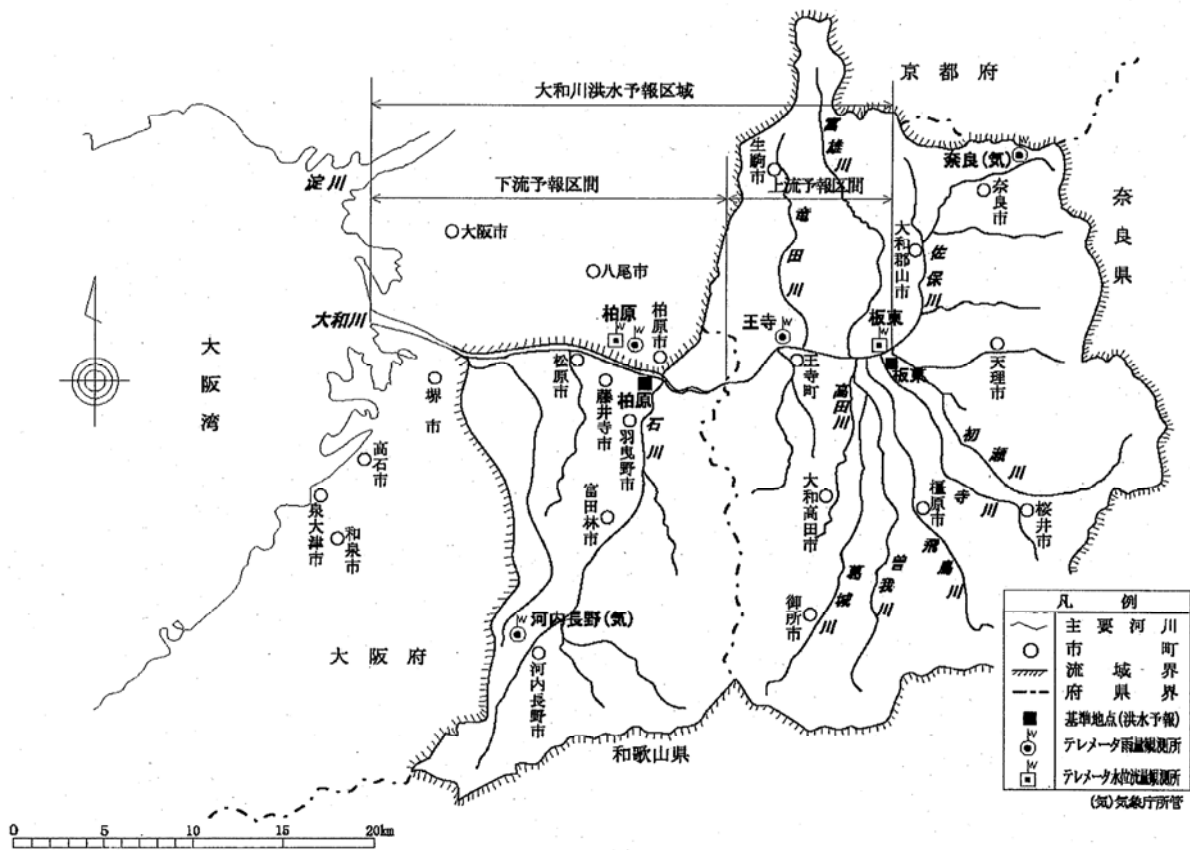 京都府
大和川洪水予報区域
生駒市
富雄川
奈良(気)
淀川
下流予報区間
上流予報区間
奈良市
奈良県
大阪市
竜田川
大和郡山市
佐保川
八尾市
大和川
柏原
柏原市
王寺
板東
大阪湾
松原市
藤井寺市
柏原
王寺町
板東
天理市
堺市
羽曳野市
石川
高田川
初瀬川
高石市
富田林市
大和高田市
橿原市
寺川
桜井市
泉大津市
和泉市
飛鳥川
曽我川
葛城川
御所市
河内長野(気)
大阪府
河内長野市
和歌山県
凡例
主要河川
市町
流域界
府県界
基準地点(洪水予報)
テレメータ雨量観測所
テレメータ水位流量観測所
(気)気象庁所管
0 5 10 15 20km